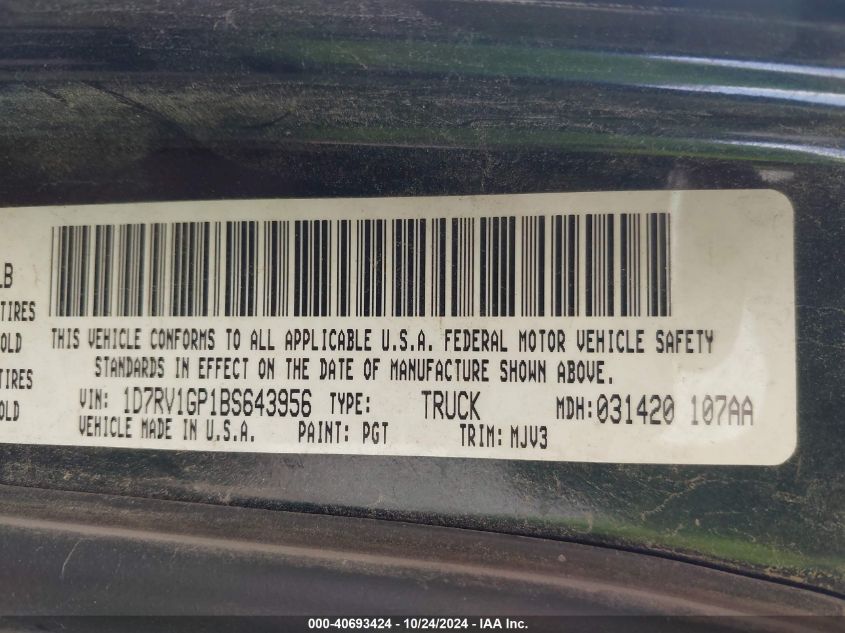 LB
TIRES
OLD
TIRES
OLD
THIS VEHICLE CONFORMS TO ALL APPLICABLE U.S.A. FEDERAL MOTOR VEHICLE SAFETY
STANDARDS IN EFFECT ON THE DATE OF MANUFACTURE SHOWN ABOVE.
VIN: 1D7RV1GP1BS643956 TYPE: TRUCK MDH:031420 107AA
VEHICLE MADE IN U.S.A. PAINT: PGT TRIM: MJV3
000-40693424 - 10/24/2024 - IAA Inc.